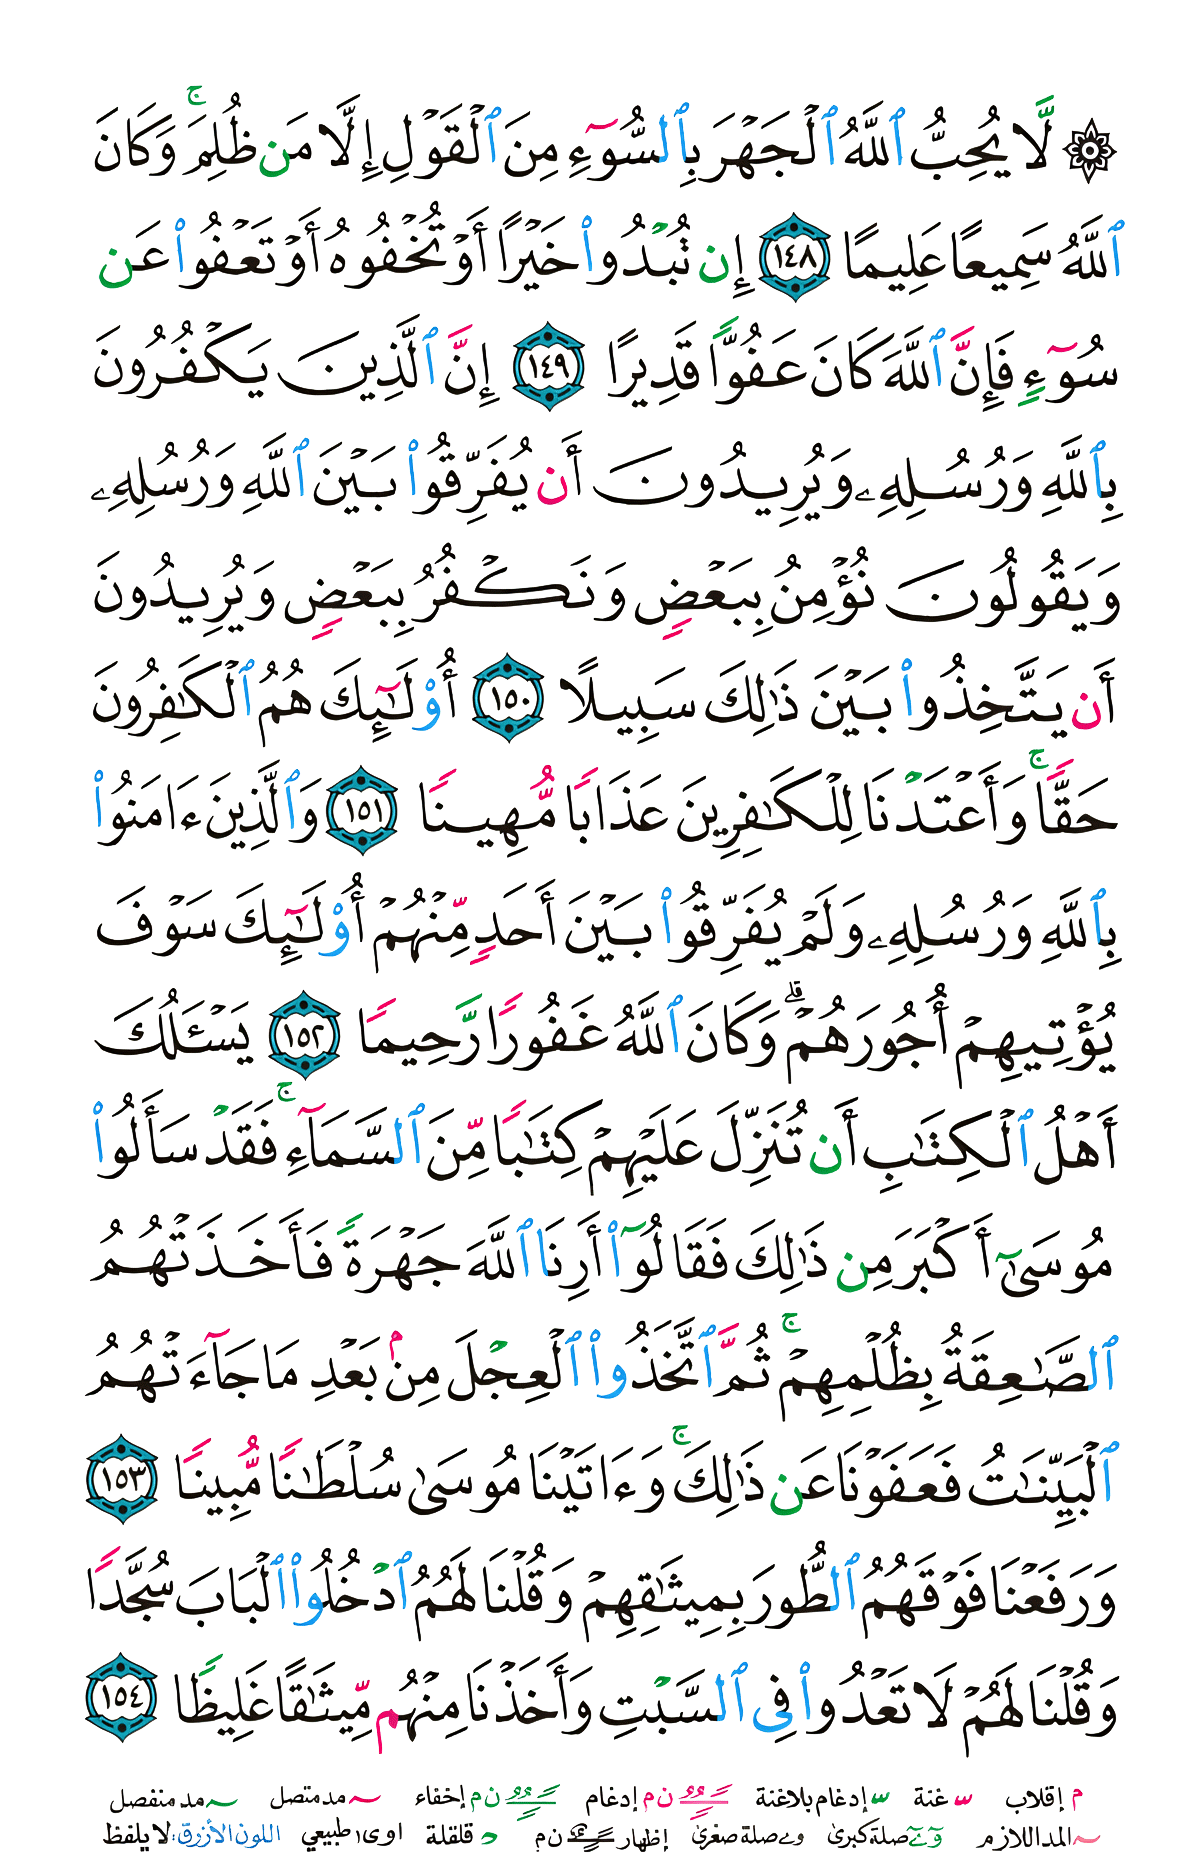 ۞ لَّا يُحِبُّ ٱللَّهُ ٱلْجَهْرَ بِٱلسُّوٓءِ مِنَ ٱلْقَوْلِ إِلَّا مَن ظُلِمَ ۚ وَكَانَ
ٱللَّهُ سَمِيعًا عَلِيمًا ١٤٨ إِن تُبْدُوا۟ خَيْرًا أَوْ تُخْفُوهُ أَوْ تَعْفُوا۟ عَن
سُوٓءٍ فَإِنَّ ٱللَّهَ كَانَ عَفُوًّا قَدِيرًا ١٤٩ إِنَّ ٱلَّذِينَ يَكْفُرُونَ
بِٱللَّهِ وَرُسُلِهِۦ وَيُرِيدُونَ أَن يُفَرِّقُوا۟ بَيْنَ ٱللَّهِ وَرُسُلِهِۦ
وَيَقُولُونَ نُؤْمِنُ بِبَعْضٍ وَنَكْفُرُ بِبَعْضٍ وَيُرِيدُونَ
أَن يَتَّخِذُوا۟ بَيْنَ ذَٰلِكَ سَبِيلًا ١٥٠ أُو۟لَـٰٓئِكَ هُمُ ٱلْكَـٰفِرُونَ
حَقًّا ۚ وَأَعْتَدْنَا لِلْكَـٰفِرِينَ عَذَابًا مُّهِينًا ١٥١ وَٱلَّذِينَ ءَامَنُوا۟
بِٱللَّهِ وَرُسُلِهِۦ وَلَمْ يُفَرِّقُوا۟ بَيْنَ أَحَدٍ مِّنْهُمْ أُو۟لَـٰٓئِكَ سَوْفَ
يُؤْتِيهِمْ أُجُورَهُمْ ۗ وَكَانَ ٱللَّهُ غَفُورًا رَّحِيمًا ١٥٢ يَسْـَٔلُكَ
أَهْلُ ٱلْكِتَـٰبِ أَن تُنَزِّلَ عَلَيْهِمْ كِتَـٰبًا مِّنَ ٱلسَّمَآءِ ۚ فَقَدْ سَأَلُوا۟
مُوسَىٰٓ أَكْبَرَ مِن ذَٰلِكَ فَقَالُوٓا۟ أَرِنَا ٱللَّهَ جَهْرَةً فَأَخَذَتْهُمُ
ٱلصَّـٰعِقَةُ بِظُلْمِهِمْ ۚ ثُمَّ ٱتَّخَذُوا۟ ٱلْعِجْلَ مِنۢ بَعْدِ مَا جَآءَتْهُمُ
ٱلْبَيِّنَـٰتُ فَعَفَوْنَا عَن ذَٰلِكَ ۚ وَءَاتَيْنَا مُوسَىٰ سُلْطَـٰنًا مُّبِينًا ١٥٣
وَرَفَعْنَا فَوْقَهُمُ ٱلطُّورَ بِمِيثَـٰقِهِمْ وَقُلْنَا لَهُمُ ٱدْخُلُوا۟ ٱلْبَابَ سُجَّدًا
وَقُلْنَا لَهُمْ لَا تَعْدُوا۟ فِى ٱلسَّبْتِ وَأَخَذْنَا مِنْهُم مِّيثَـٰقًا غَلِيظًا ١٥٤
م إقلاب غنة إدغام بلاغنة ن م إدغام ن م إخفاء مد متصل مد منفصل
المد اللازم صلة كبرى وے صلة صغرى إظهار ن م قلقلة اوى طبيعي اللون الأزرق: لا يلفظ